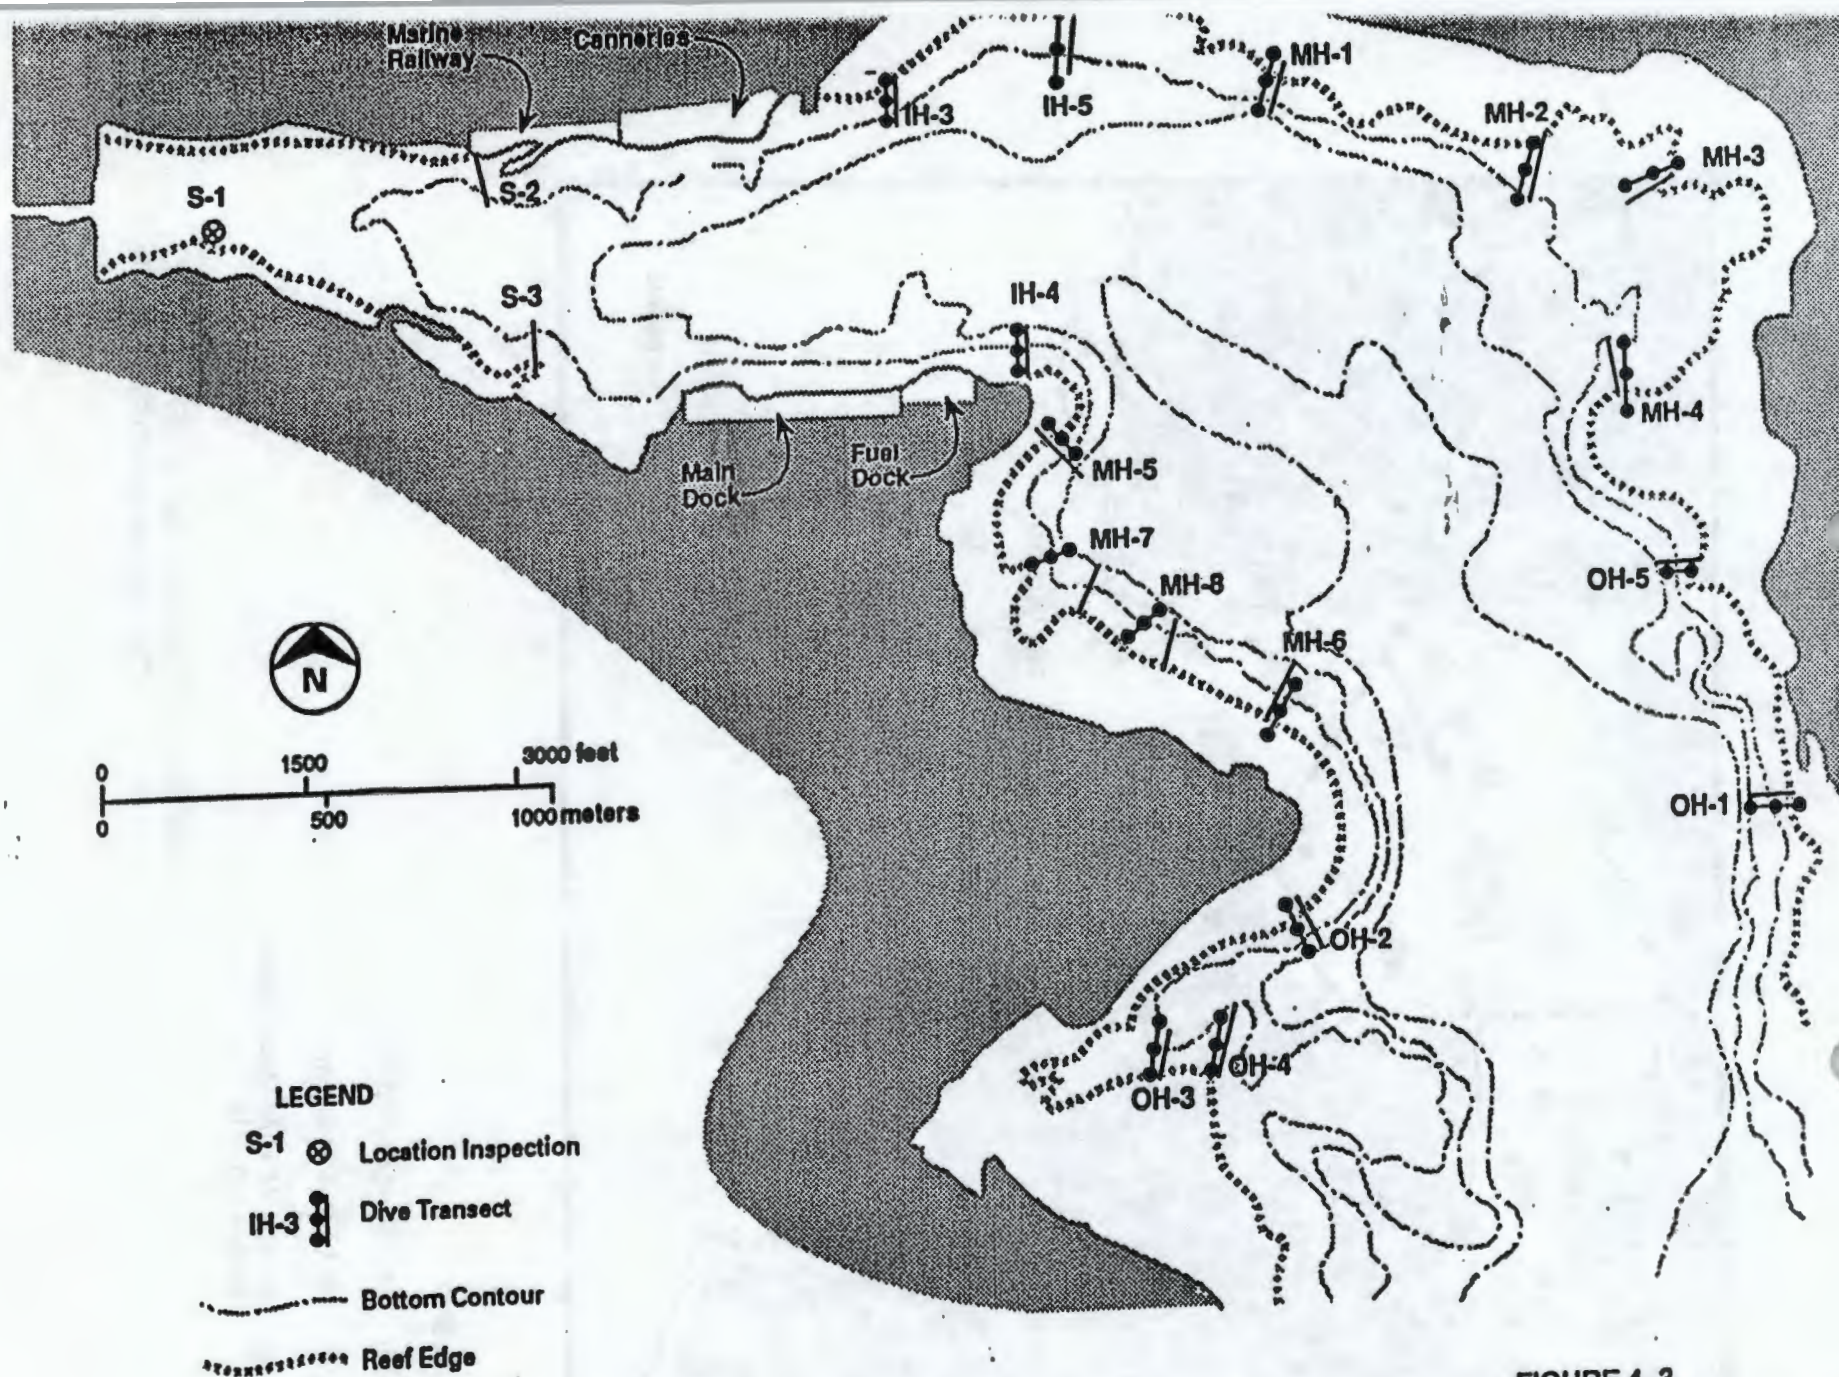 Marine
Railway
Canneries
MH-1
IH-3
IH-5
MH-2
MH-3
S-1
S-2
S-3
IH-4
MH-4
Main
Dock
Fuel
Dock
MH-5
MH-7
MH-8
OH-5
MH-6
N
0
1500
3000 feet
0
500
1000 meters
OH-1
OH-2
OH-3
OH-4
LEGEND
S-1
Location Inspection
IH-3
Dive Transect
Bottom Contour
Reef Edge